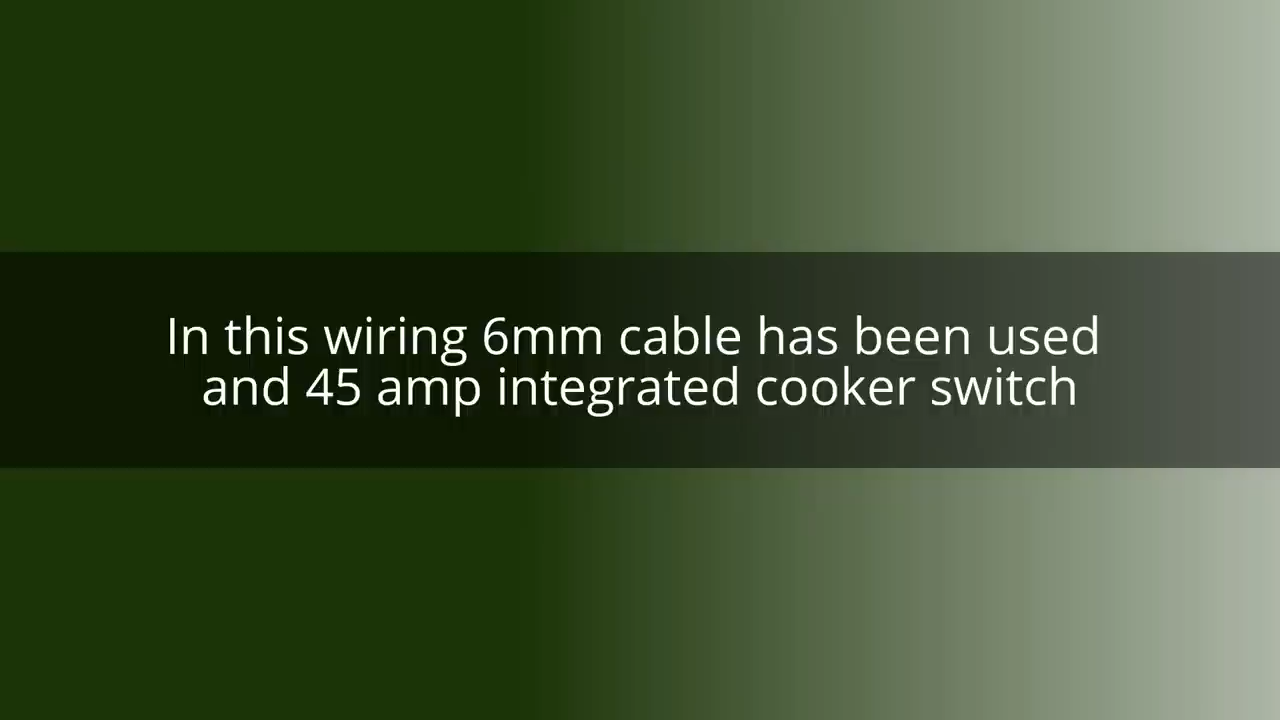 In this wiring 6mm cable has been used
and 45 amp integrated cooker switch